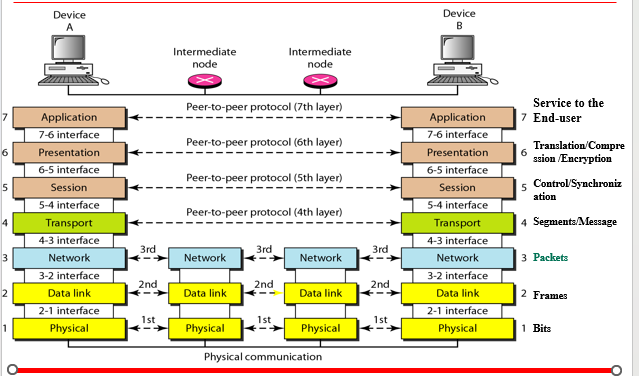 Device
A
Device
B
Intermediate
node
Intermediate
node
7 Application Peer-to-peer protocol (7th layer) Application 7 Service to the
End-user
7-6 interface 7-6 interface
6 Presentation Peer-to-peer protocol (6th layer) Presentation 6 Translation/Compre
ssion /Encryption
6-5 interface 6-5 interface
5 Session Peer-to-peer protocol (5th layer) Session 5 Control/Synchroniz
ation
5-4 interface 5-4 interface
4 Transport Peer-to-peer protocol (4th layer) Transport 4 Segments/Message
4-3 interface 4-3 interface
3 Network 3rd Network 3rd Network 3rd Network 3 Packets
3-2 interface 3-2 interface
2 Data link 2nd Data link 2nd Data link 2nd Data link 2 Frames
2-1 interface 2-1 interface
1 Physical 1st Physical 1st Physical 1st Physical 1 Bits
Physical communication